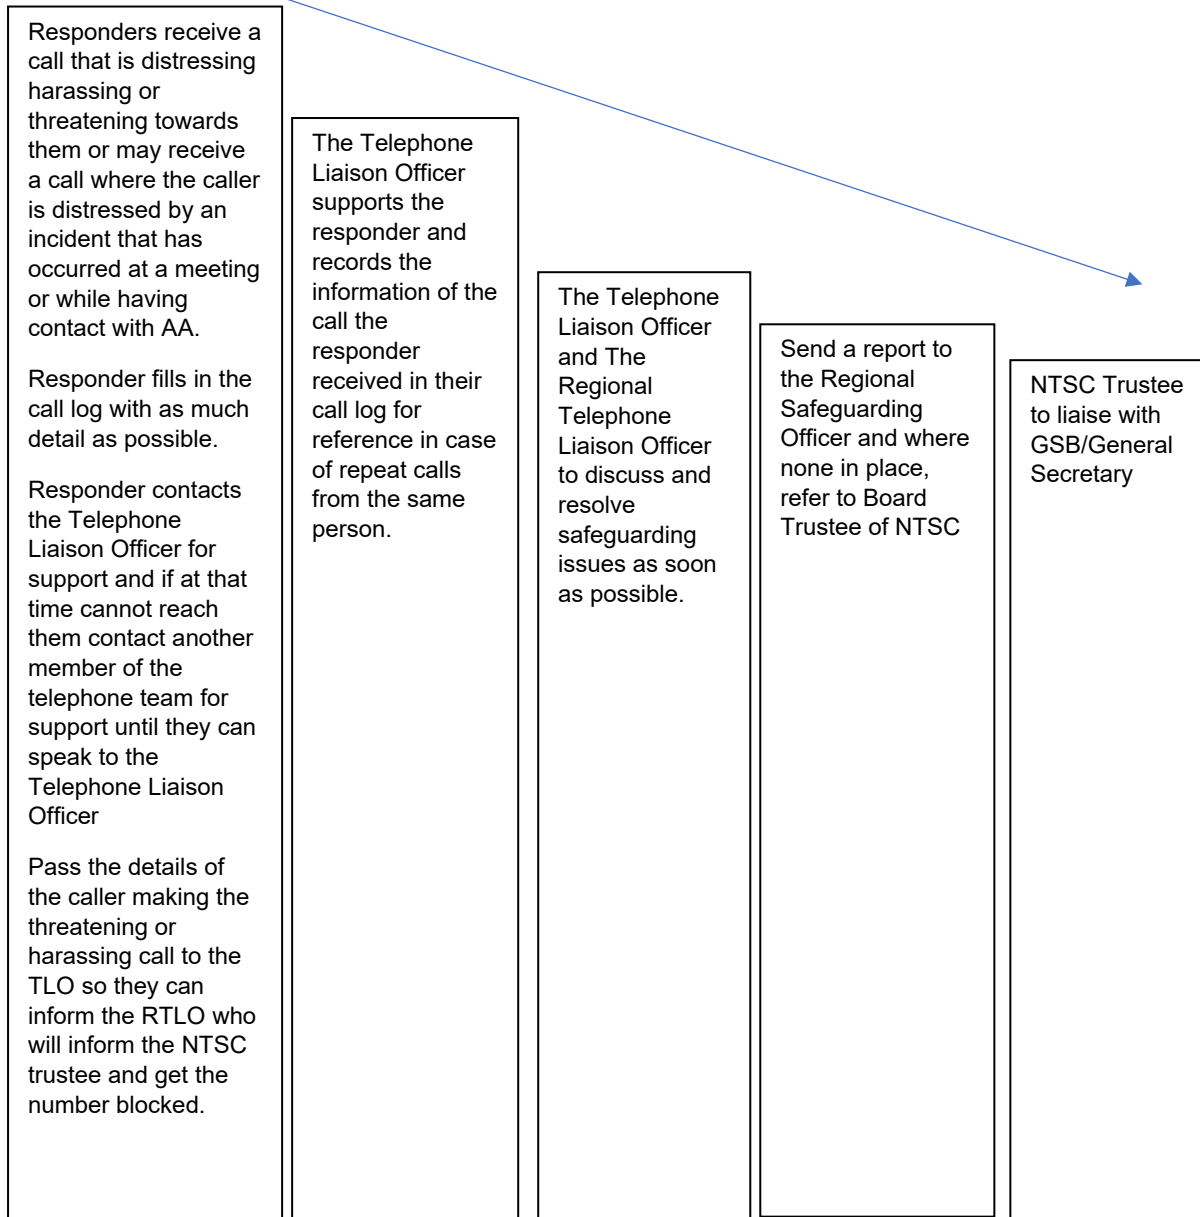 Responders receive a
call that is distressing
harassing or
threatening towards
them or may receive
a call where the caller
is distressed by an
incident that has
occurred at a meeting
or while having
contact with AA.
Responder fills in the
call log with as much
detail as possible.
Responder contacts
the Telephone
Liaison Officer for
support and if at that
time cannot reach
them contact another
member of the
telephone team for
support until they can
speak to the
Telephone Liaison
Officer
Pass the details of
the caller making the
threatening or
harassing call to the
TLO so they can
inform the RTLO who
will inform the NTSC
trustee and get the
number blocked.
The Telephone
Liaison Officer
supports the
responder and
records the
information of the
call the
responder
received in their
call log for
reference in case
of repeat calls
from the same
person.
The Telephone
Liaison Officer
and The
Regional
Telephone
Liaison Officer
to discuss and
resolve
safeguarding
issues as soon
as possible.
Send a report to
the Regional
Safeguarding
Officer and where
none in place,
refer to Board
Trustee of NTSC
NTSC Trustee
to liaise with
GSB/General
Secretary